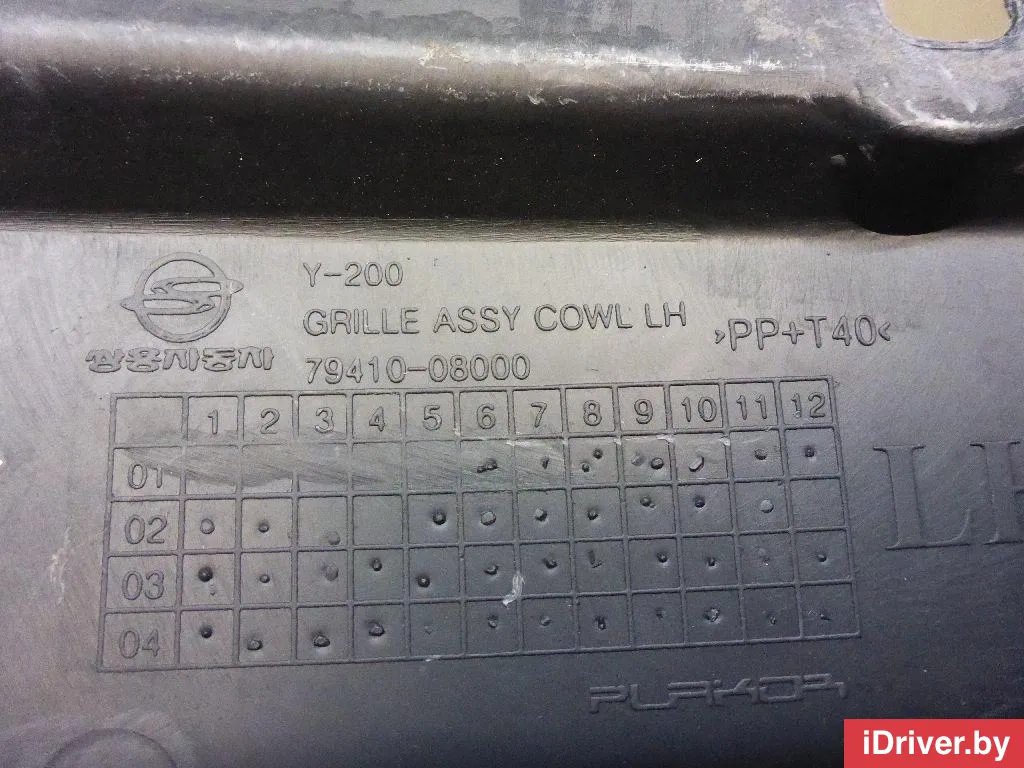 Y-200
GRILLE ASSY COWL LH
79410-08000
쌍용자동차
>PP+T40<
1 2 3 4 5 6 7 8 9 10 11 12
01
02
03
04
LH
PLAKOR
iDriver.by